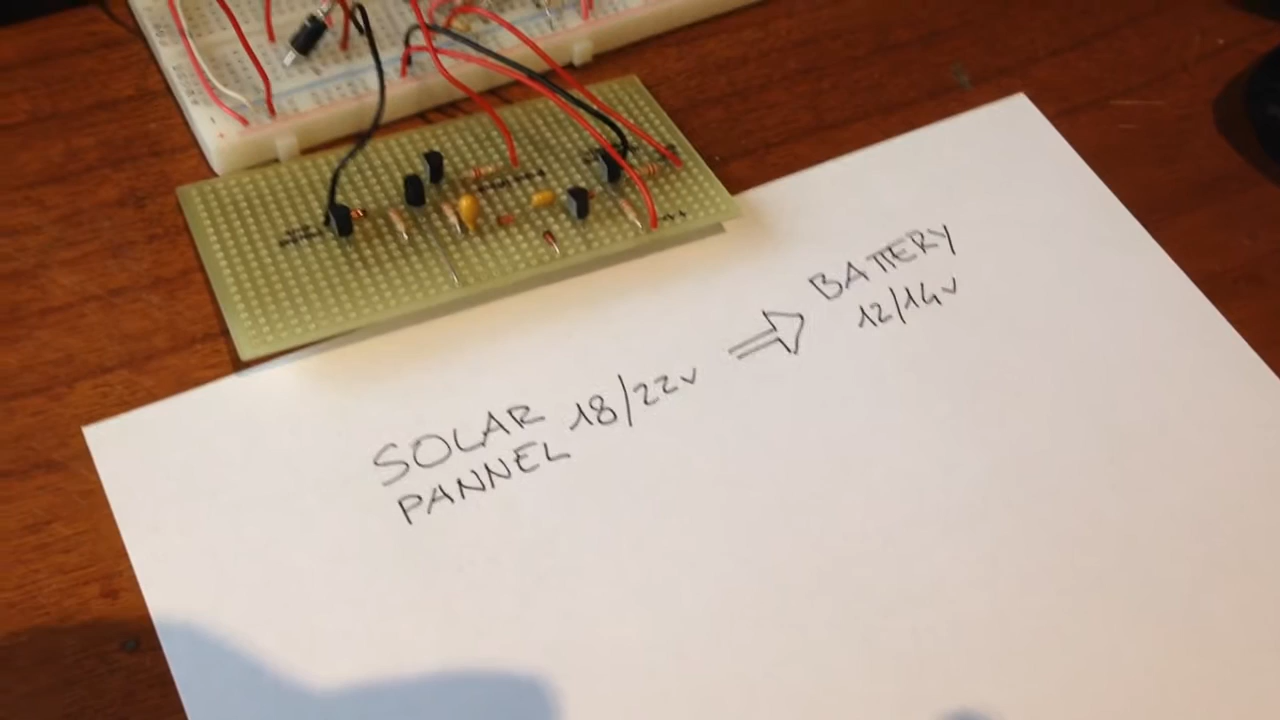 SOLAR 18/22v ⇒ BATTERY
PANNEL 12/14v